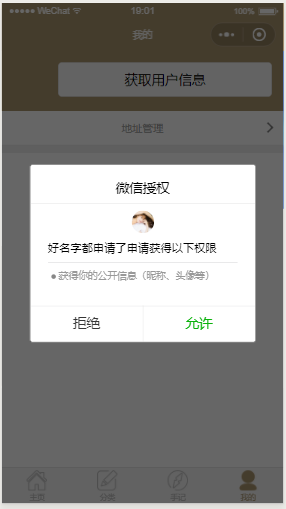 ●●●●● WeChat 19:01 100%
我的
获取用户信息
地址管理
微信授权
好名字都申请了申请获得以下权限
● 获得你的公开信息（昵称、头像等）
拒绝 允许
主页 分类 手记 我的